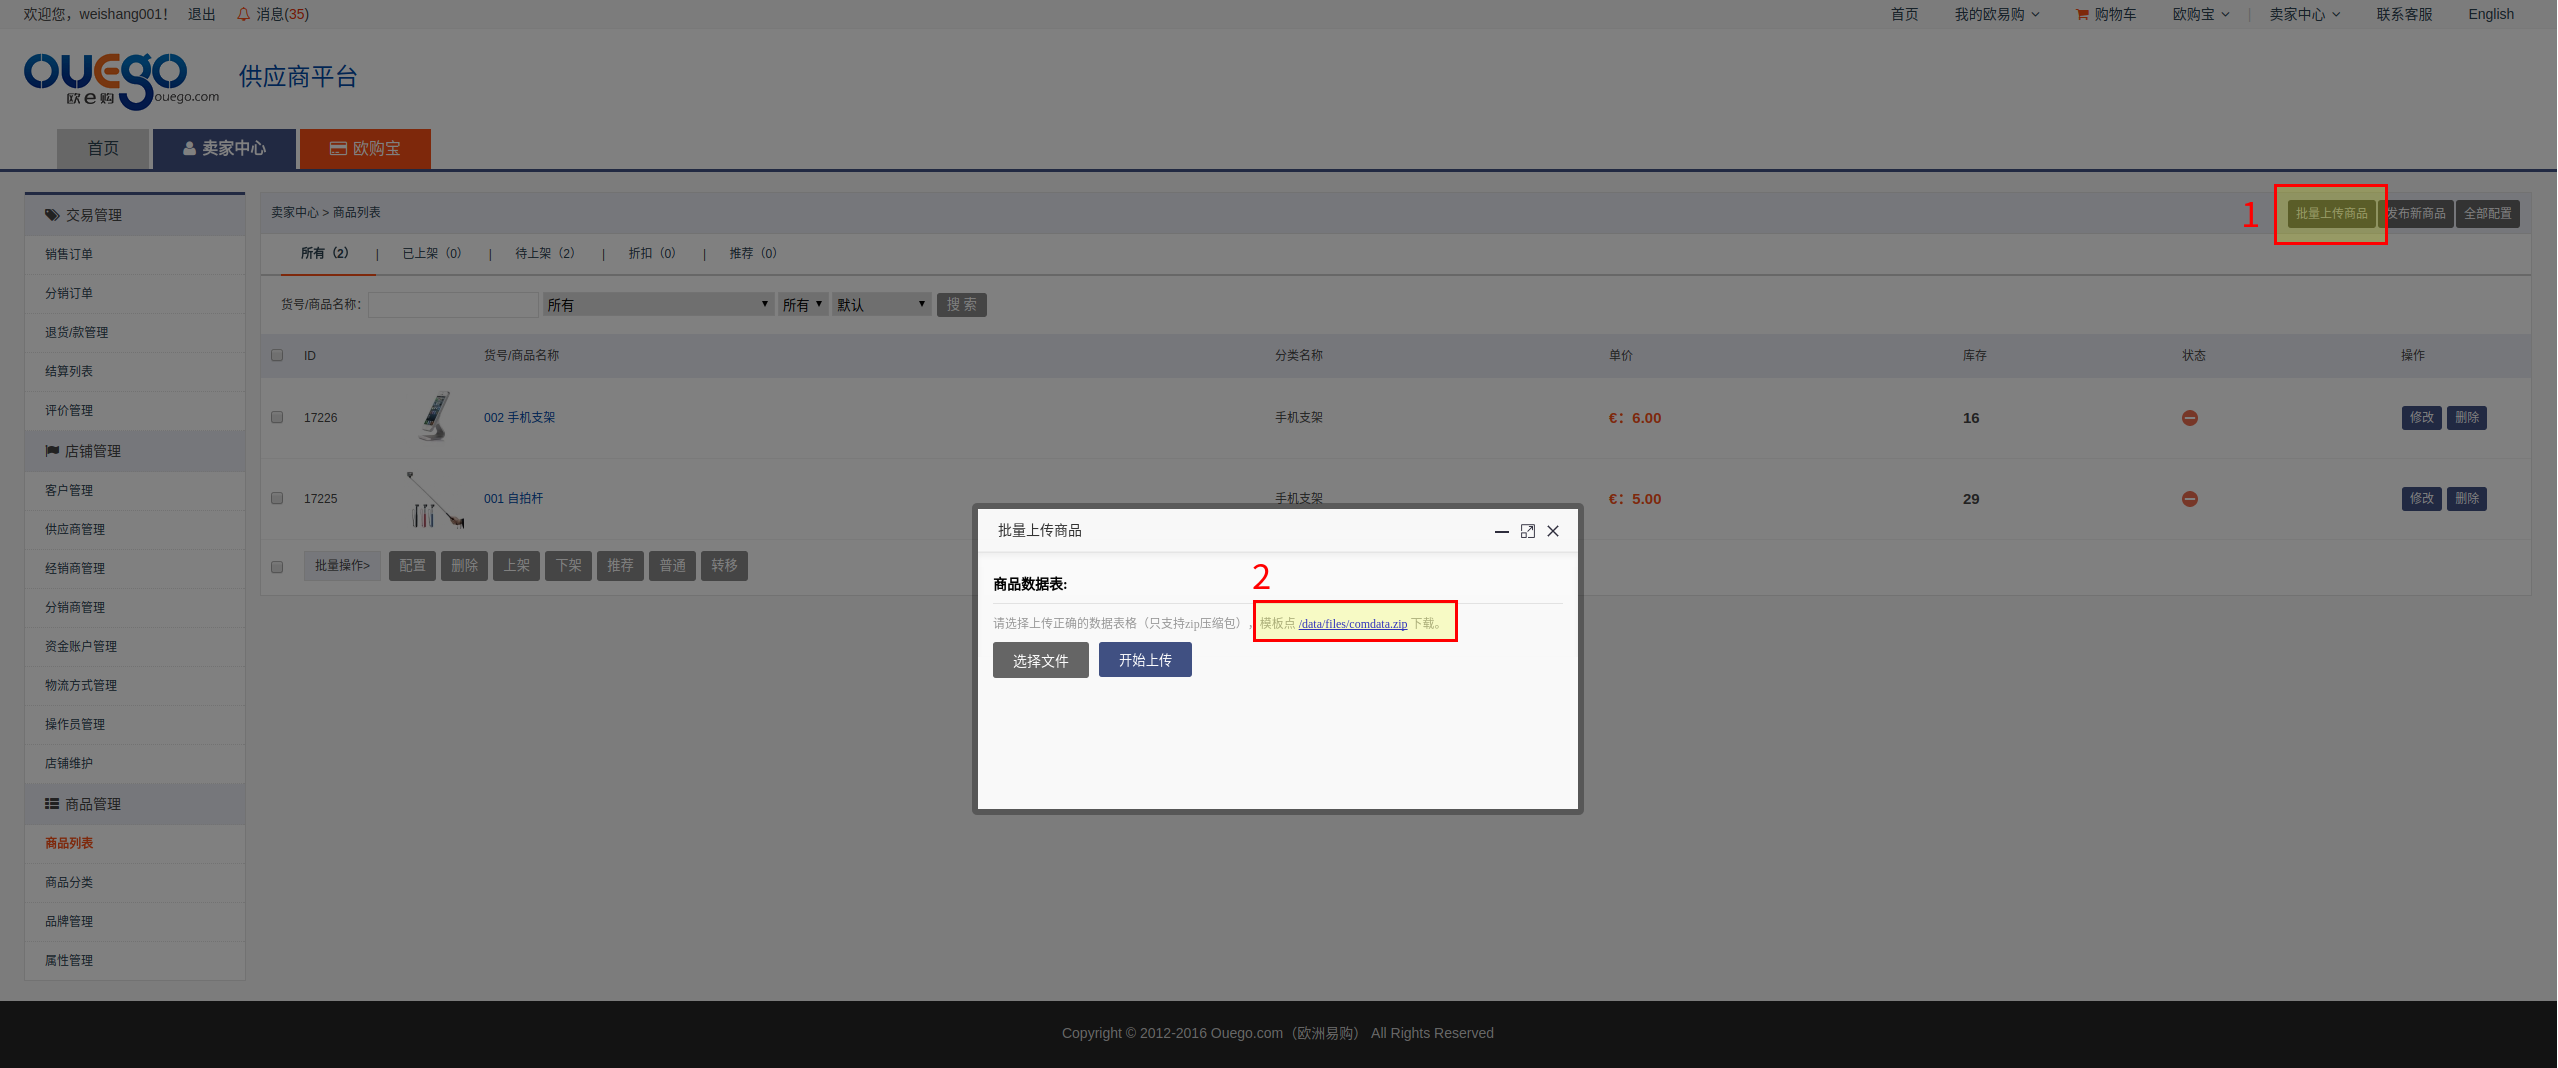 欢迎您，weishang001！ 退出 消息(35) 首页 我的欧易购 购物车 欧购宝 | 卖家中心 联系客服 English
ouego 供应商平台
欧e购 ouego.com
首页 卖家中心 欧购宝
交易管理
销售订单
分销订单
退货/款管理
结算列表
评价管理
店铺管理
客户管理
供应商管理
经销商管理
分销商管理
资金账户管理
物流方式管理
操作员管理
店铺维护
商品管理
商品列表
商品分类
品牌管理
属性管理
卖家中心 > 商品列表 1 批量上传商品 发布新商品 全部配置
所有（2） | 已上架（0） | 待上架（2） | 折扣（0） | 推荐（0）
货号/商品名称： 所有 所有 默认 搜 索
ID 货号/商品名称 分类名称 单价 库存 状态 操作
17226 002 手机支架 手机支架 €：6.00 16 修改 删除
17225 001 自拍杆 手机支架 €：5.00 29 修改 删除
批量操作> 配置 删除 上架 下架 推荐 普通 转移
批量上传商品
2
商品数据表:
请选择上传正确的数据表格（只支持zip压缩包），模板点 /data/files/comdata.zip 下载。
选择文件 开始上传
Copyright © 2012-2016 Ouego.com（欧洲易购） All Rights Reserved